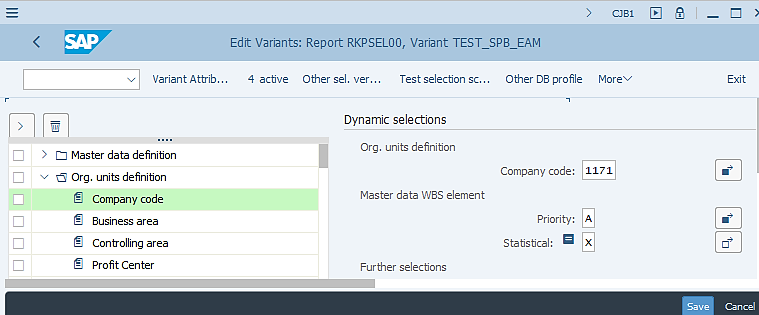 CJB1
SAP
Edit Variants: Report RKPSEL00, Variant TEST_SPB_EAM
Variant Attrib... 4 active Other sel. ver... Test selection sc... Other DB profile More Exit
Dynamic selections
Master data definition
Org. units definition
Company code
Business area
Controlling area
Profit Center
Org. units definition
Company code: 1171
Master data WBS element
Priority: A
Statistical: X
Further selections
Save Cancel